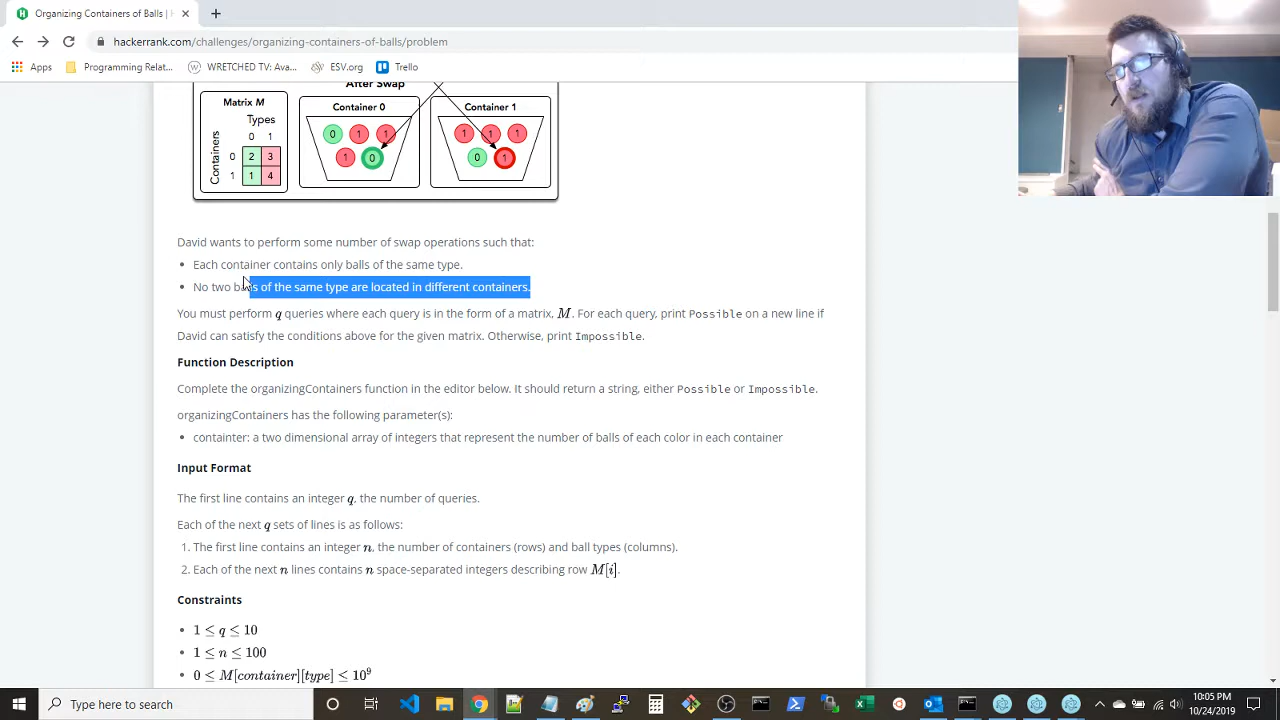 Organizing Containers of Balls | H
hackerrank.com/challenges/organizing-containers-of-balls/problem
Apps
Programming Relat...
WRETCHED TV: Ava...
ESV.org
Trello
After Swap
Matrix M
Types
0 1
Containers
0 2 3
1 1 4
Container 0
0 1 1
1 0
Container 1
1 1 1
0 1
David wants to perform some number of swap operations such that:
• Each container contains only balls of the same type.
• No two balls of the same type are located in different containers.
You must perform q queries where each query is in the form of a matrix, M. For each query, print Possible on a new line if
David can satisfy the conditions above for the given matrix. Otherwise, print Impossible.
Function Description
Complete the organizingContainers function in the editor below. It should return a string, either Possible or Impossible.
organizingContainers has the following parameter(s):
• containter: a two dimensional array of integers that represent the number of balls of each color in each container
Input Format
The first line contains an integer q, the number of queries.
Each of the next q sets of lines is as follows:
1. The first line contains an integer n, the number of containers (rows) and ball types (columns).
2. Each of the next n lines contains n space-separated integers describing row M[i].
Constraints
• 1 ≤ q ≤ 10
• 1 ≤ n ≤ 100
• 0 ≤ M[container][type] ≤ 10⁹
Type here to search
10:05 PM
10/24/2019